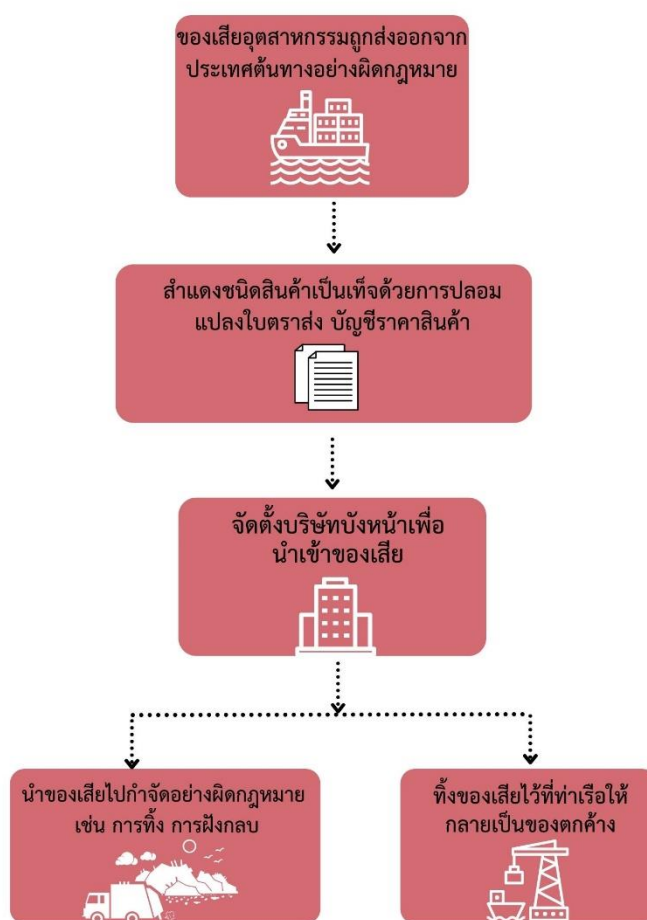 ของเสียอุตสาหกรรมถูกส่งออกจาก
ประเทศต้นทางอย่างผิดกฎหมาย
สำแดงชนิดสินค้าเป็นเท็จด้วยการปลอม
แปลงใบตราส่ง บัญชีราคาสินค้า
จัดตั้งบริษัทบังหน้าเพื่อ
นำเข้าของเสีย
นำของเสียไปกำจัดอย่างผิดกฎหมาย
เช่น การทิ้ง การฝังกลบ
ทิ้งของเสียไว้ที่ท่าเรือให้
กลายเป็นของตกค้าง